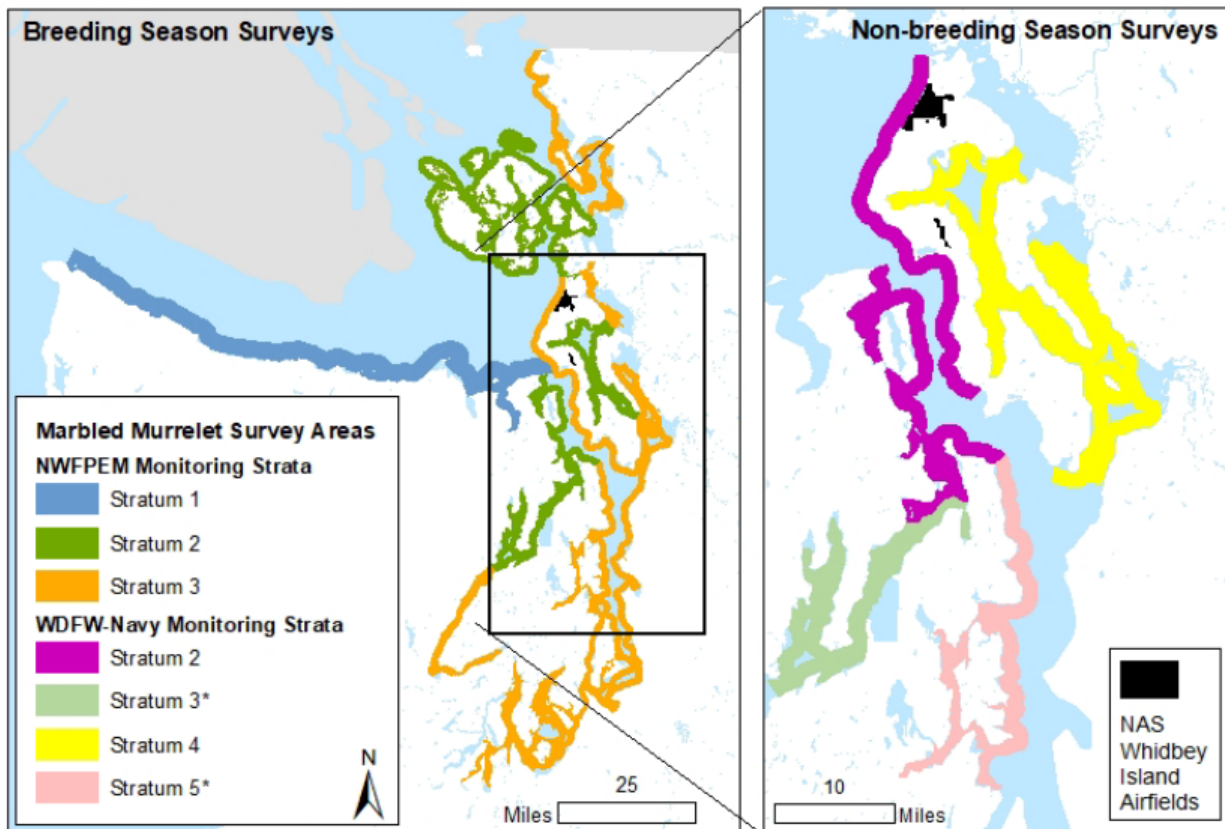 Breeding Season Surveys
Non-breeding Season Surveys
Marbled Murrelet Survey Areas
NWFPEM Monitoring Strata
Stratum 1
Stratum 2
Stratum 3
WDFW-Navy Monitoring Strata
Stratum 2
Stratum 3*
Stratum 4
Stratum 5*
N
25
Miles
10
Miles
NAS
Whidbey
Island
Airfields